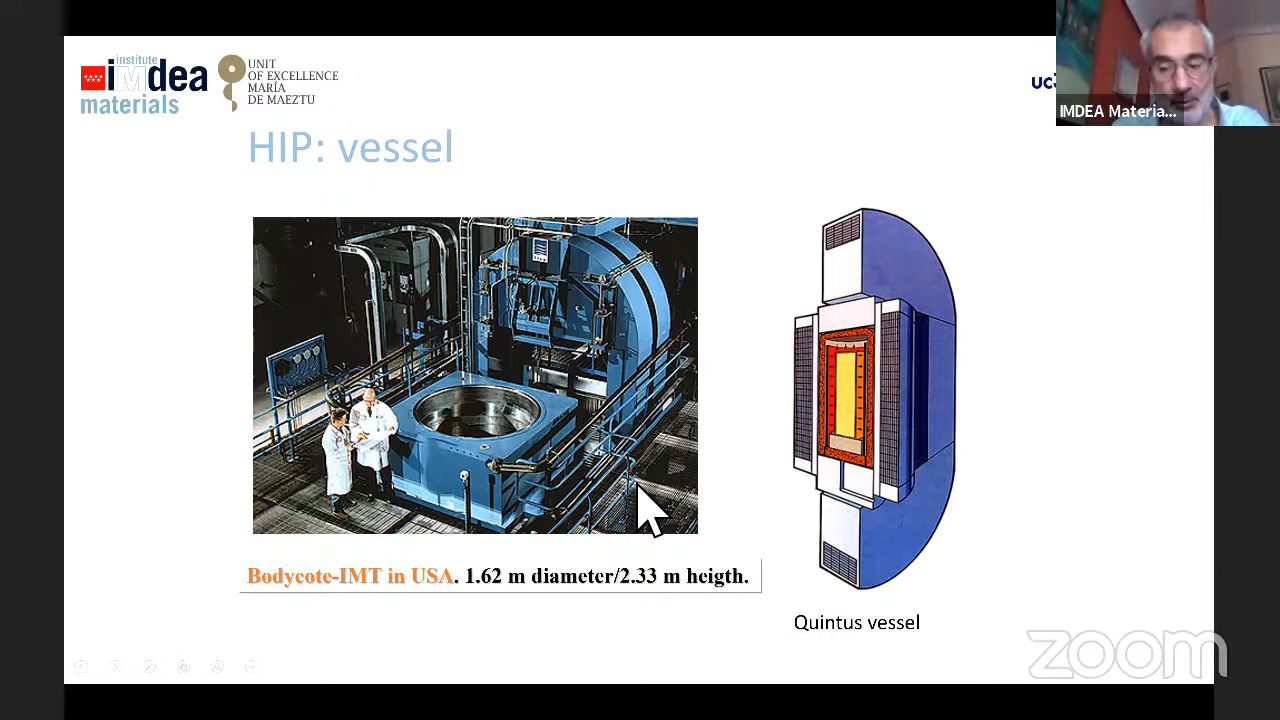 institute
iMdea
materials
UNIT
OF EXCELLENCE
MARÍA
DE MAEZTU
IMDEA Materia...
HIP: vessel
Bodycote-IMT in USA. 1.62 m diameter/2.33 m heigth.
Quintus vessel
zoom